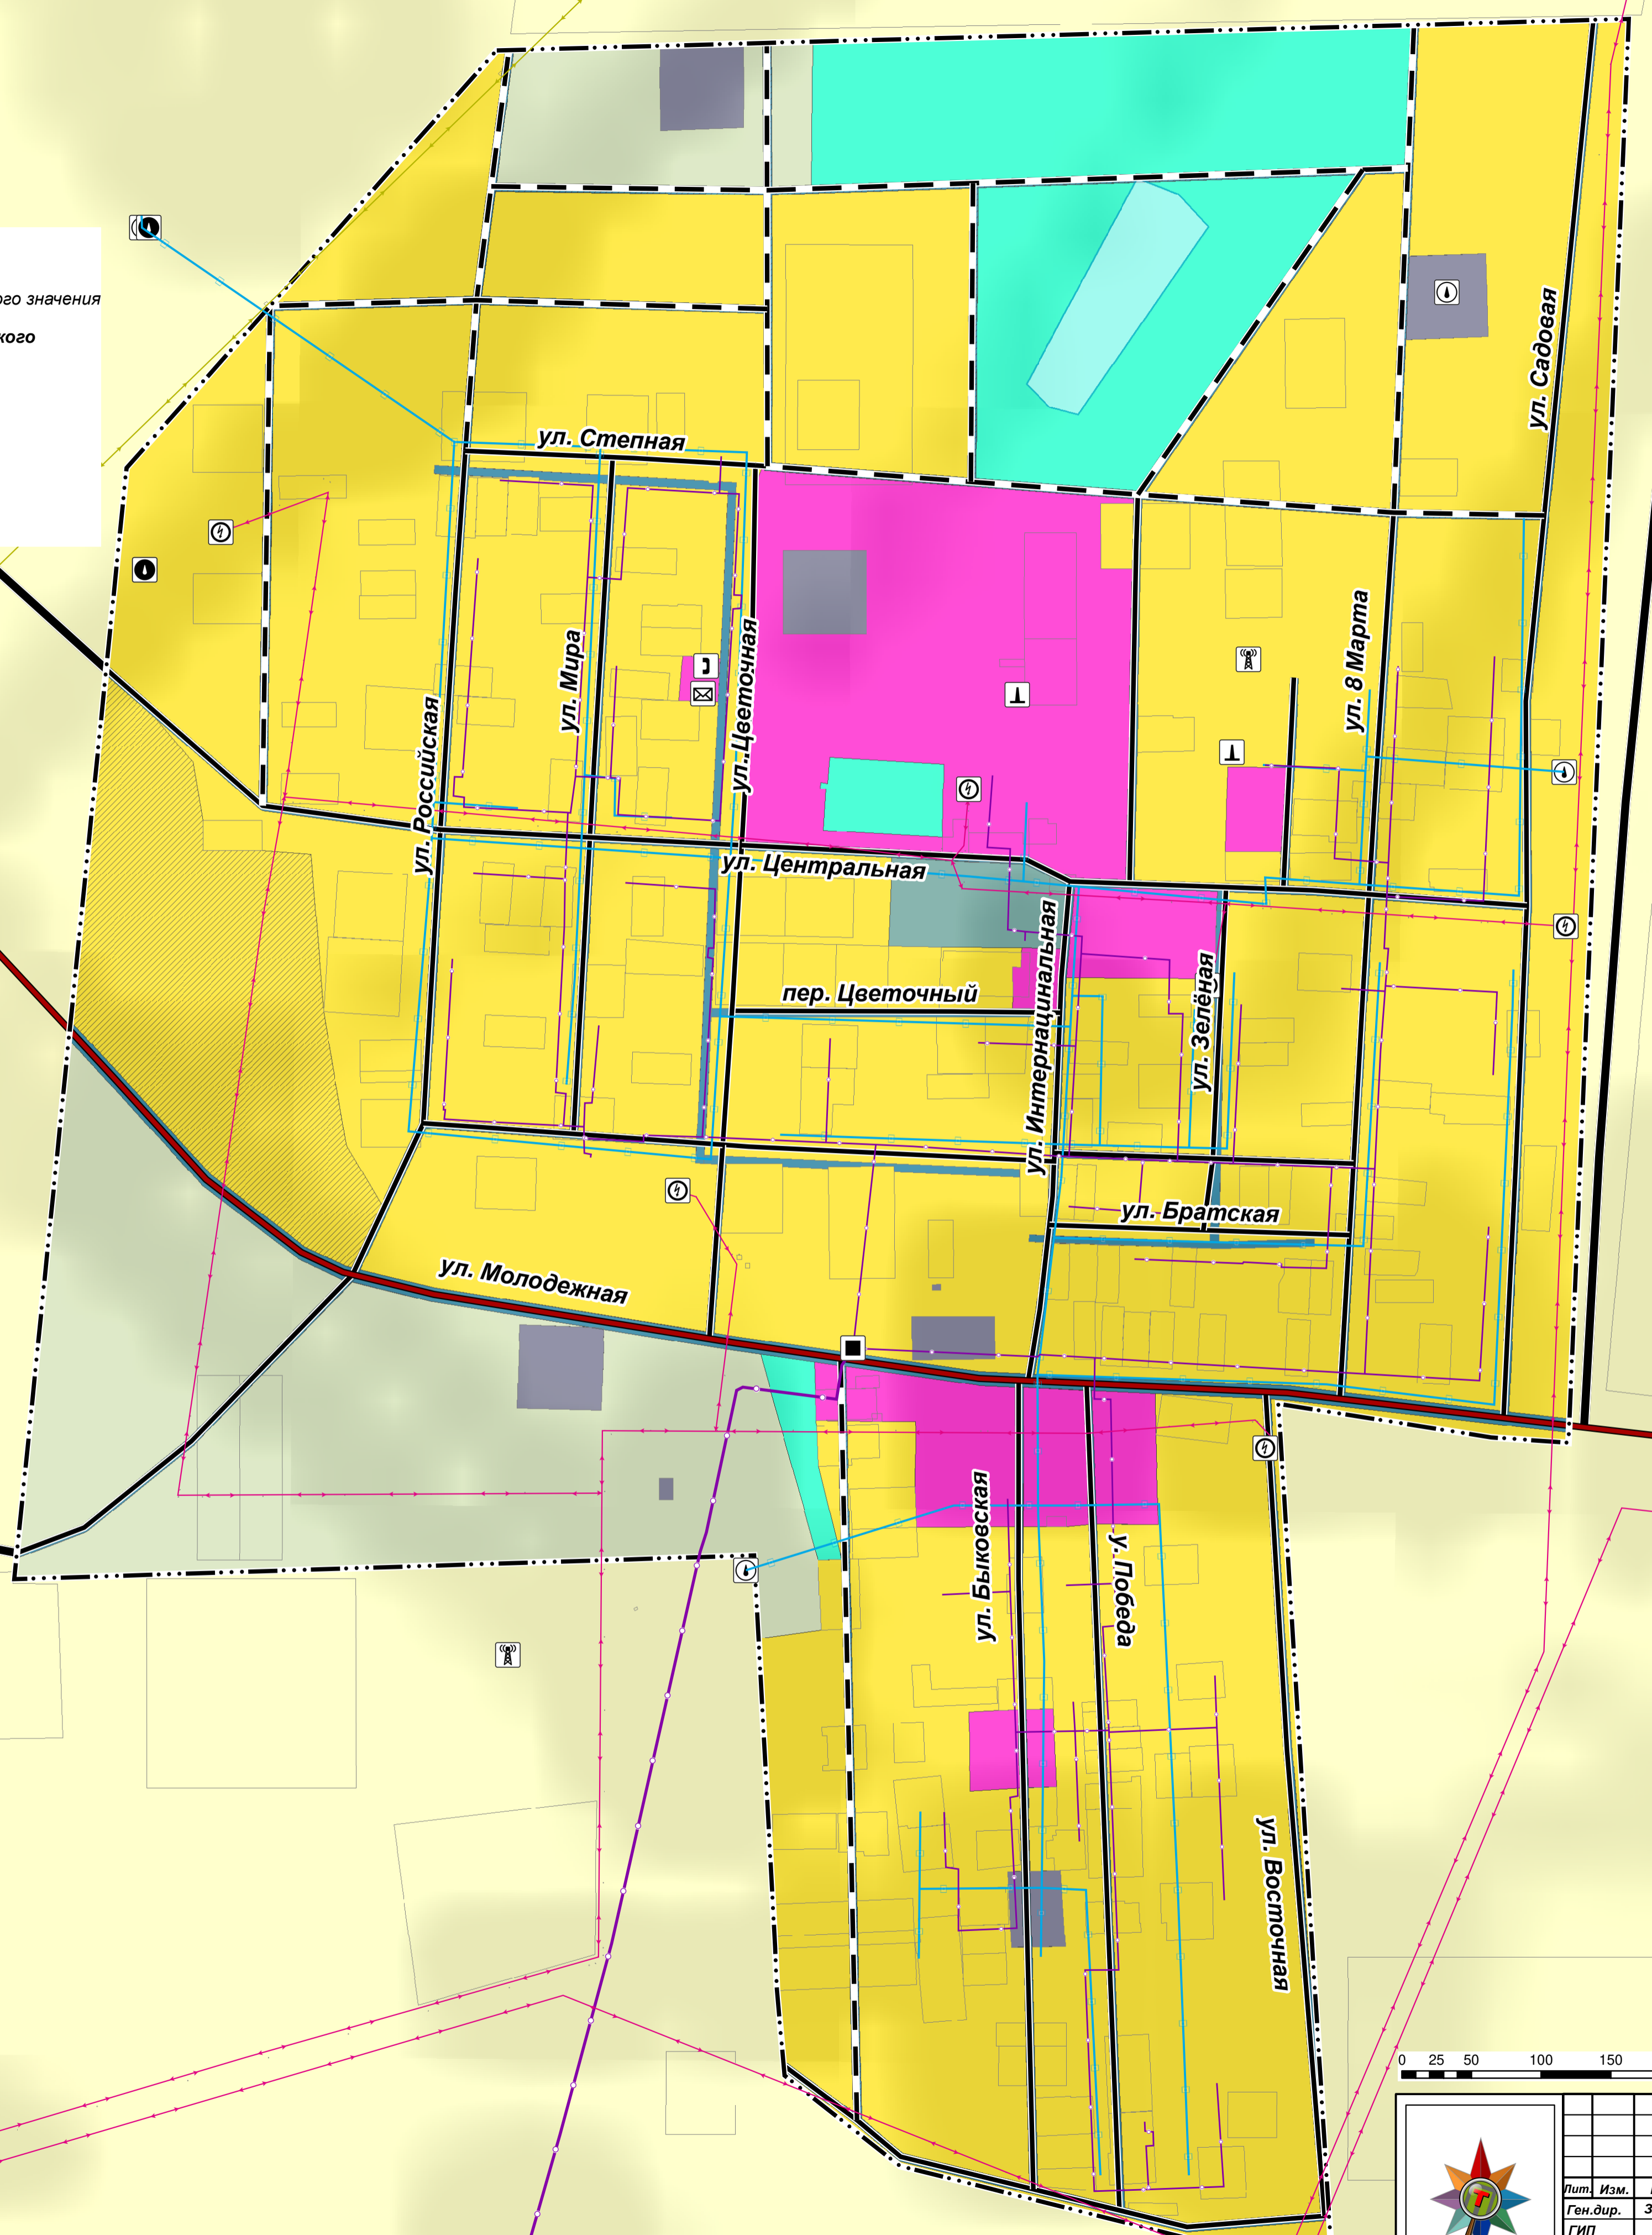 ого значения
кого
ул. Степная
ул. Садовая
ул. Мира
ул. Цветочная
ул. 8 Марта
ул. Российская
ул. Центральная
пер. Цветочный
ул. Интернациональная
ул. Зелёная
ул. Братская
ул. Молодежная
ул. Быковская
у. Победа
ул. Восточная
0 25 50 100 150
Лит. Изм.
Ген.дир.
ГИП
Т